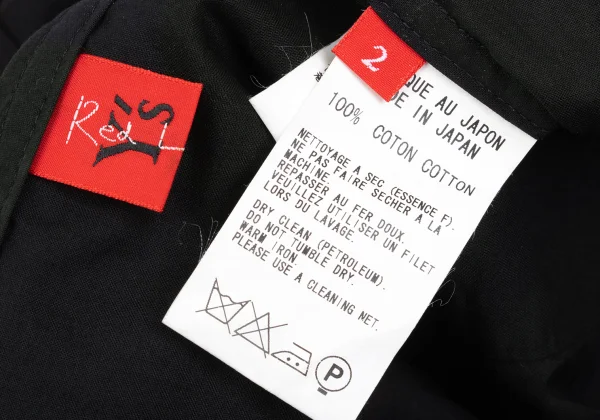 Red L
Y's
2
QUE AU JAPON
DE IN JAPAN
100% COTON COTTON
NETTOYAGE A SEC (ESSENCE F).
NE PAS FAIRE SECHER A LA
MACHINE.
REPASSER AU FER DOUX.
VEUILLEZ UTILISER UN FILET
LORS DU LAVAGE.
DRY CLEAN (PETROLEUM).
DO NOT TUMBLE DRY.
WARM IRON.
PLEASE USE A CLEANING NET.
P